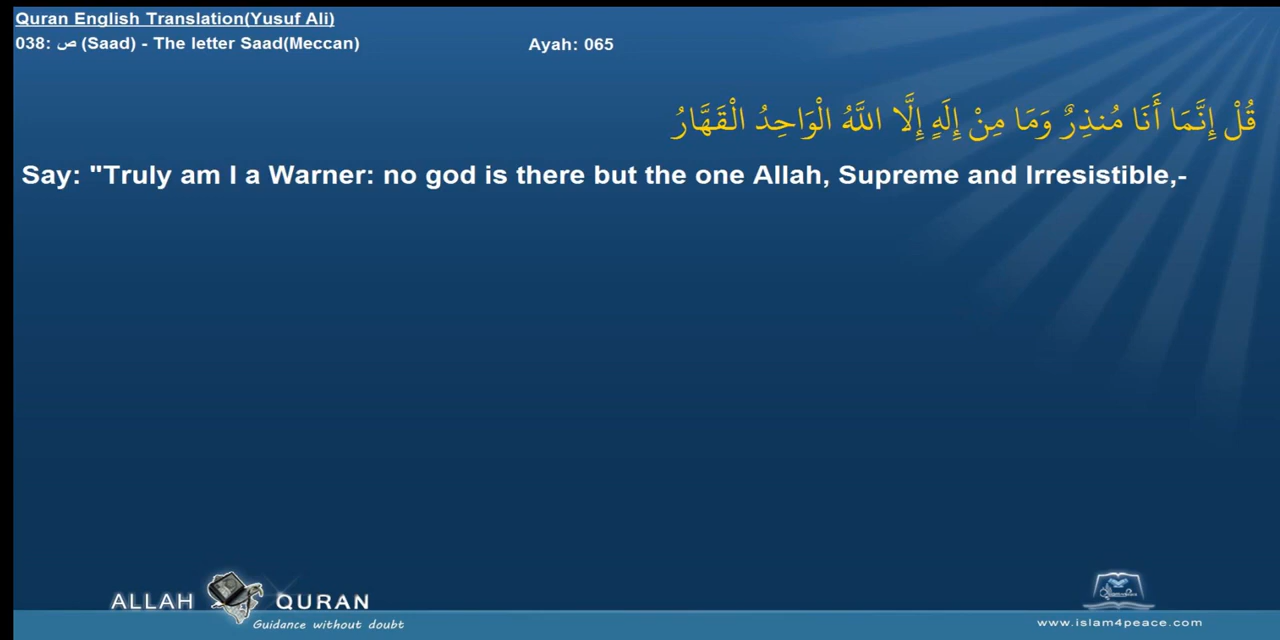 Quran English Translation(Yusuf Ali)
038: ص (Saad) - The letter Saad(Meccan) Ayah: 065
قُلْ إِنَّمَا أَنَا مُنذِرٌ وَمَا مِنْ إِلَهٍ إِلَّا اللَّهُ الْوَاحِدُ الْقَهَّارُ
Say: "Truly am I a Warner: no god is there but the one Allah, Supreme and Irresistible,-
ALLAH QURAN
Guidance without doubt
www.islam4peace.com